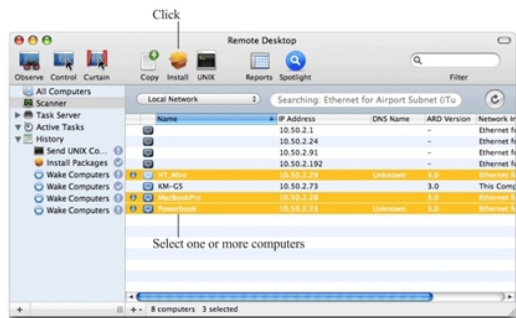 Click
Remote Desktop
Observe Control Curtain Copy Install UNIX Reports Spotlight Filter
All Computers
Scanner
Task Server
Active Tasks
History
Send UNIX Co...
Install Packages
Wake Computers
Wake Computers
Wake Computers
Wake Computers
Local Network Searching: Ethernet for Airport Subnet (iTu
Name IP Address DNS Name ARD Version Network In
10.50.2.1 - Ethernet f
10.50.2.24 - Ethernet f
10.50.2.91 - Ethernet f
10.50.2.192 - Ethernet f
HT_Mini 10.50.2.29 Unknown 3.0 Ethernet f
KM-G5 10.50.2.73 3.0 This Comp
MacBookPro 10.50.2.28 3.0 Ethernet f
Powerbook 10.50.2.23 Unknown 3.0 Ethernet f
Select one or more computers
8 computers 3 selected